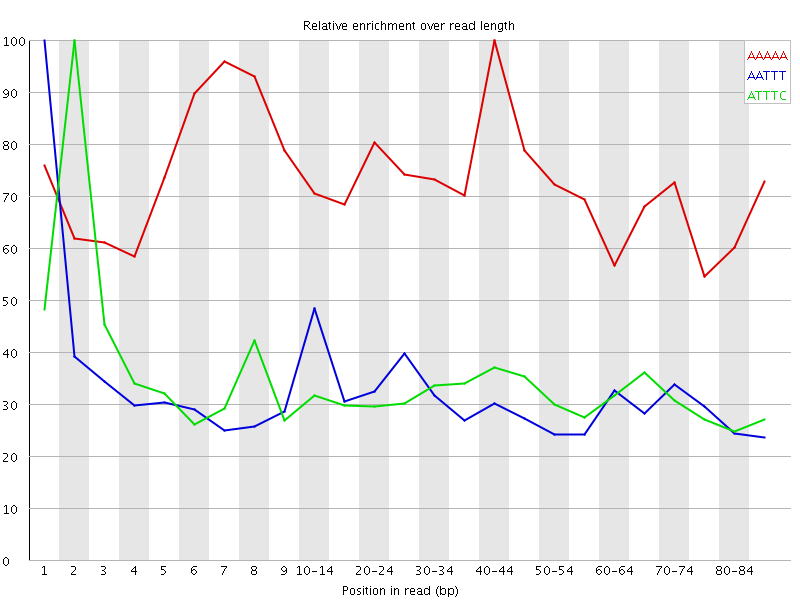 Relative enrichment over read length
100
90
80
70
60
50
40
30
20
10
0
AAAAA
AATTT
ATTTC
1 2 3 4 5 6 7 8 9 10-14 20-24 30-34 40-44 50-54 60-64 70-74 80-84
Position in read (bp)